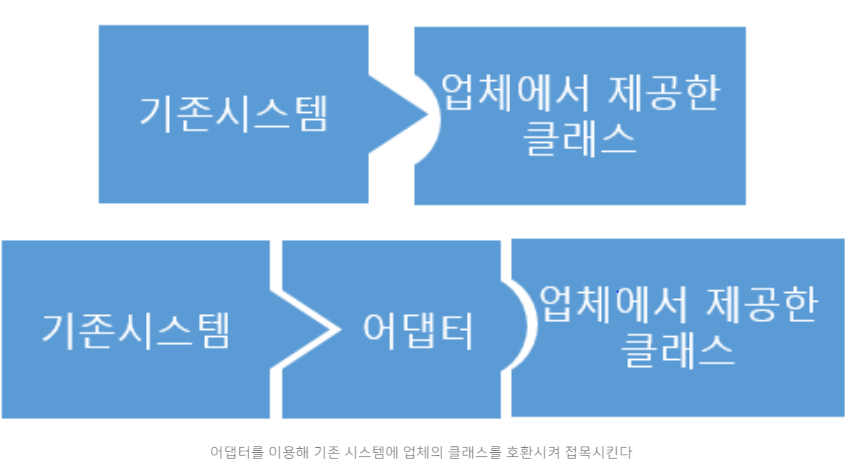 기존시스템
업체에서 제공한
클래스
기존시스템
어댑터
업체에서 제공한
클래스
어댑터를 이용해 기존 시스템에 업체의 클래스를 호환시켜 접목시킨다